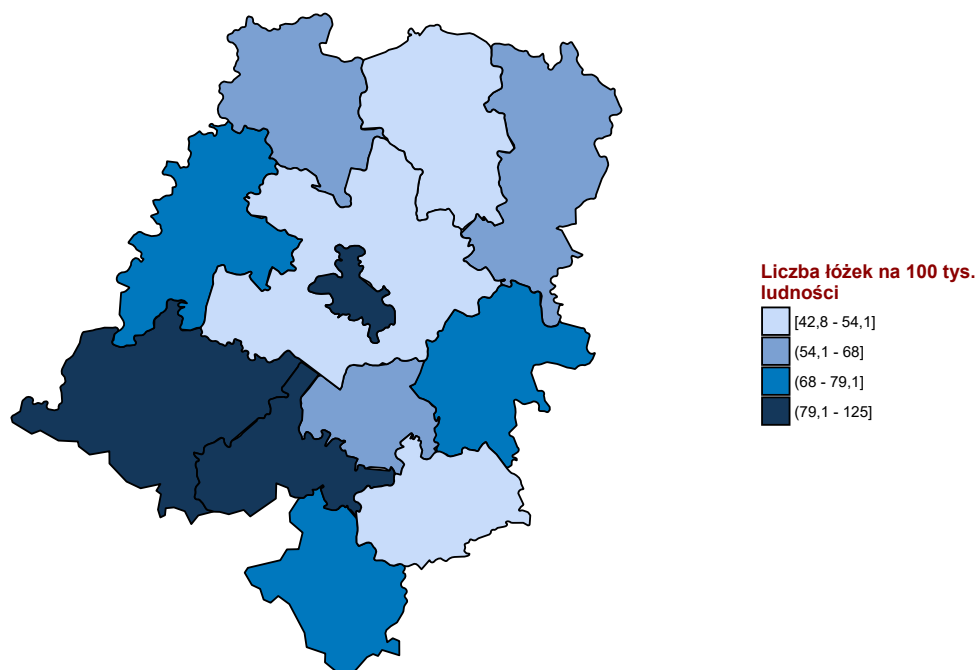 Liczba łóżek na 100 tys.
ludności
[42,8 - 54,1]
(54,1 - 68]
(68 - 79,1]
(79,1 - 125]